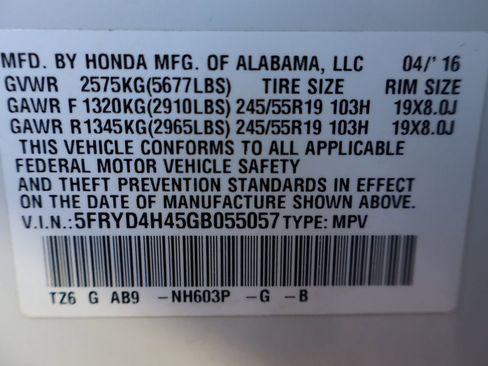 MFD. BY HONDA MFG. OF ALABAMA, LLC 04/'16
GVWR 2575KG(5677LBS) TIRE SIZE RIM SIZE
GAWR F 1320KG(2910LBS) 245/55R19 103H 19X8.0J
GAWR R1345KG(2965LBS) 245/55R19 103H 19X8.0J
THIS VEHICLE CONFORMS TO ALL APPLICABLE
FEDERAL MOTOR VEHICLE SAFETY
AND THEFT PREVENTION STANDARDS IN EFFECT
ON THE DATE OF MANUFACTURE SHOWN ABOVE.
V.I.N.: 5FRYD4H45GB055057 TYPE: MPV
TZ6 G AB9 -NH603P -G -B